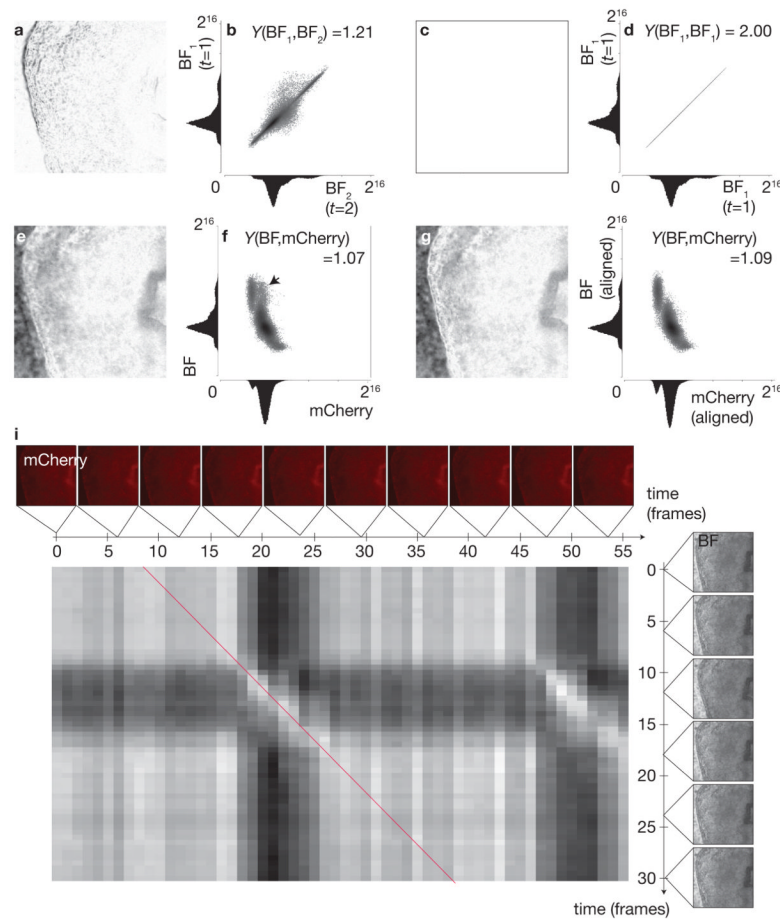 a
2^16
BF₁
(t=1)
b
Y(BF₁,BF₂) =1.21
0
BF₂
(t=2)
2^16
c
2^16
BF₁
(t=1)
d
Y(BF₁,BF₁) = 2.00
0
BF₁
(t=1)
2^16
e
2^16
BF
f
Y(BF,mCherry)
=1.07
0
mCherry
2^16
g
2^16
BF
(aligned)
Y(BF,mCherry)
=1.09
0
mCherry
(aligned)
2^16
i
mCherry
time
(frames)
0 5 10 15 20 25 30 35 40 45 50 55
BF
0
5
10
15
20
25
30
time (frames)